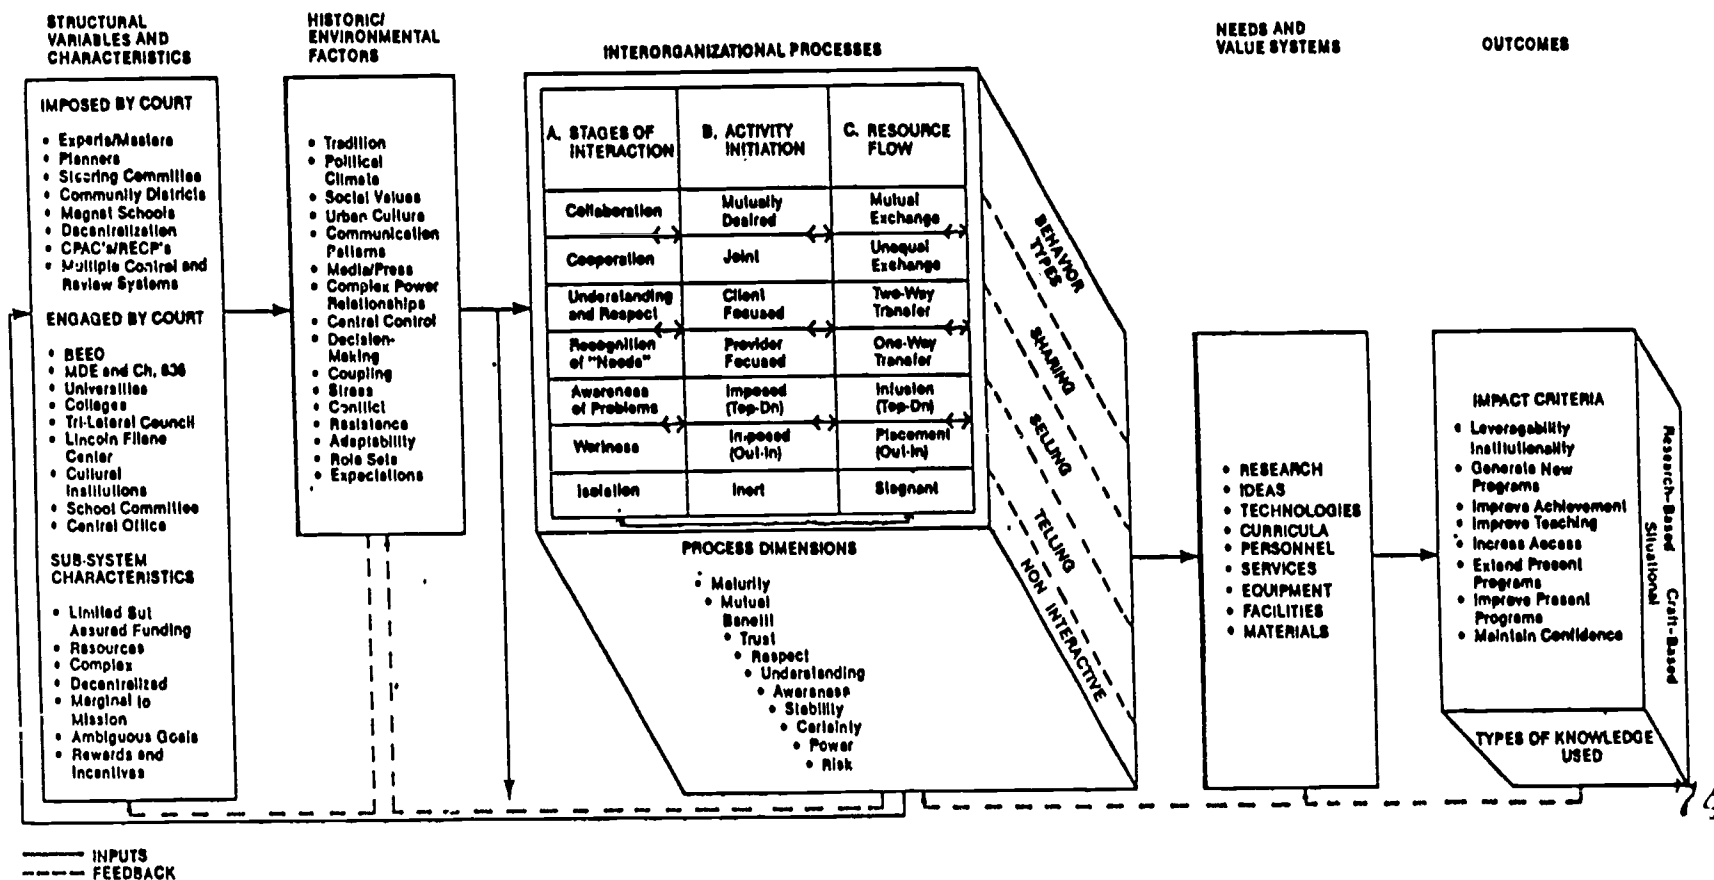 STRUCTURAL
VARIABLES AND
CHARACTERISTICS
IMPOSED BY COURT
• Experts/Masters
• Planners
• Steering Committee
• Community Districts
• Magnet Schools
• Decentralization
• CPAC's/RECP's
• Multiple Control and
Review Systems
ENGAGED BY COURT
• BEEO
• MDE and Ch. 636
• Universities
• Colleges
• Tri-Lateral Council
• Lincoln Filene
Center
• Cultural
Institutions
• School Committee
• Central Office
SUB-SYSTEM
CHARACTERISTICS
• Limited But
Assured Funding
• Resources
• Complex
• Decentralized
• Marginal to
Mission
• Ambiguous Goals
• Rewards and
Incentives
HISTORIC/
ENVIRONMENTAL
FACTORS
• Tradition
• Political
Climate
• Social Values
• Urban Culture
• Communication
Patterns
• Media/Press
• Complex Power
Relationships
• Central Control
• Decision-
Making
• Coupling
• Stress
• Conflict
• Resistance
• Adaptability
• Role Sets
• Expectations
INTERORGANIZATIONAL PROCESSES
A. STAGES OF
INTERACTION
B. ACTIVITY
INITIATION
C. RESOURCE
FLOW
Collaboration
Mutually
Desired
Mutual
Exchange
Cooperation
Joint
Unequal
Exchange
Understanding
and Respect
Client
Focused
Two-Way
Transfer
Recognition
of "Needs"
Provider
Focused
One-Way
Transfer
Awareness
of Problems
Imposed
(Top-Dn)
Infusion
(Top-Dn)
Wariness
Imposed
(Out-In)
Placement
(Out-In)
Isolation
Inert
Stagnant
BEHAVIOR
TYPES
SHARING
SELLING
TELLING
NON INTERACTIVE
PROCESS DIMENSIONS
• Maturity
• Mutual
Benefit
• Trust
• Respect
• Understanding
• Awareness
• Stability
• Certainty
• Power
• Risk
NEEDS AND
VALUE SYSTEMS
• RESEARCH
• IDEAS
• TECHNOLOGIES
• CURRICULA
• PERSONNEL
• SERVICES
• EQUIPMENT
• FACILITIES
• MATERIALS
OUTCOMES
IMPACT CRITERIA
• Leveragability
Institutionality
• Generate New
Programs
• Improve Achievement
• Improve Teaching
• Increas Access
• Extend Present
Programs
• Improve Present
Programs
• Maintain Confidence
Research-Based Craft-Based
Situational
TYPES OF KNOWLEDGE
USED
INPUTS
FEEDBACK